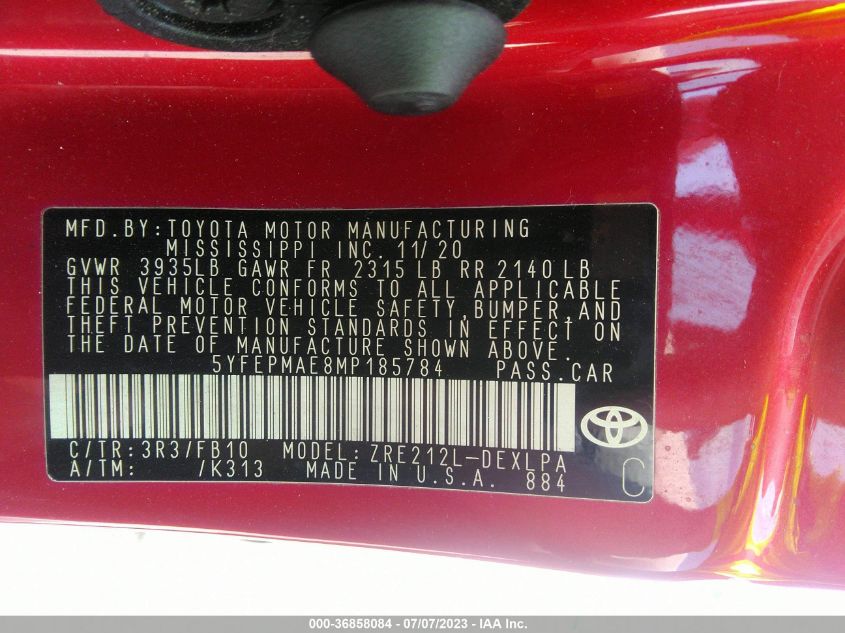 MFD.BY:TOYOTA MOTOR MANUFACTURING
MISSISSIPPI INC. 11/20
GVWR 3935LB GAWR FR 2315LB RR 2140LB
THIS VEHICLE CONFORMS TO ALL APPLICABLE
FEDERAL MOTOR VEHICLE SAFETY, BUMPER, AND
THEFT PREVENTION STANDARDS IN EFFECT ON
THE DATE OF MANUFACTURE SHOWN ABOVE.
5YFEPMAE8MP185784 PASS.CAR
C/TR:3R3/FB10 MODEL:ZRE212L-DEXLPA
A/TM: /K313 MADE IN U.S.A. 884
C
000-36858084 - 07/07/2023 - IAA Inc.